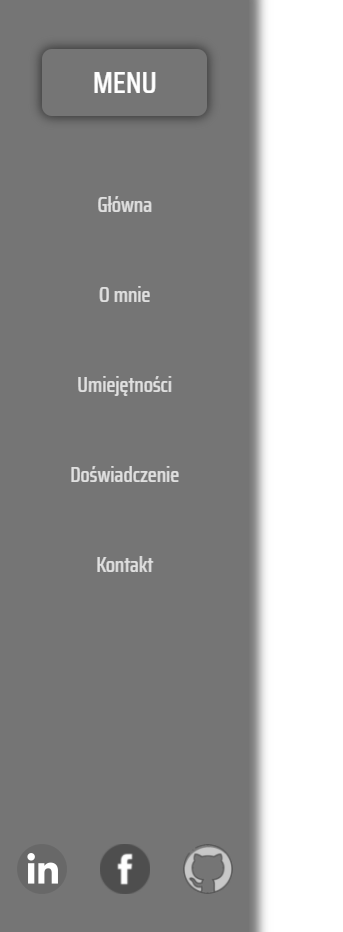 MENU
Główna
O mnie
Umiejętności
Doświadczenie
Kontakt
in
f